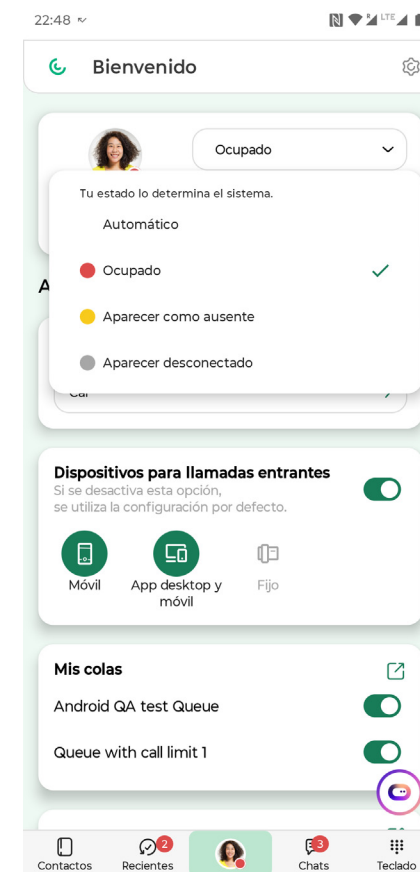 22:48
LTE
Bienvenido
Ocupado
Tu estado lo determina el sistema.
Automático
Ocupado
A
Aparecer como ausente
Aparecer desconectado
Dispositivos para llamadas entrantes
Si se desactiva esta opción,
se utiliza la configuración por defecto.
Móvil
App desktop y
móvil
Fijo
Mis colas
Android QA test Queue
Queue with call limit 1
2
3
Contactos
Recientes
Chats
Teclado